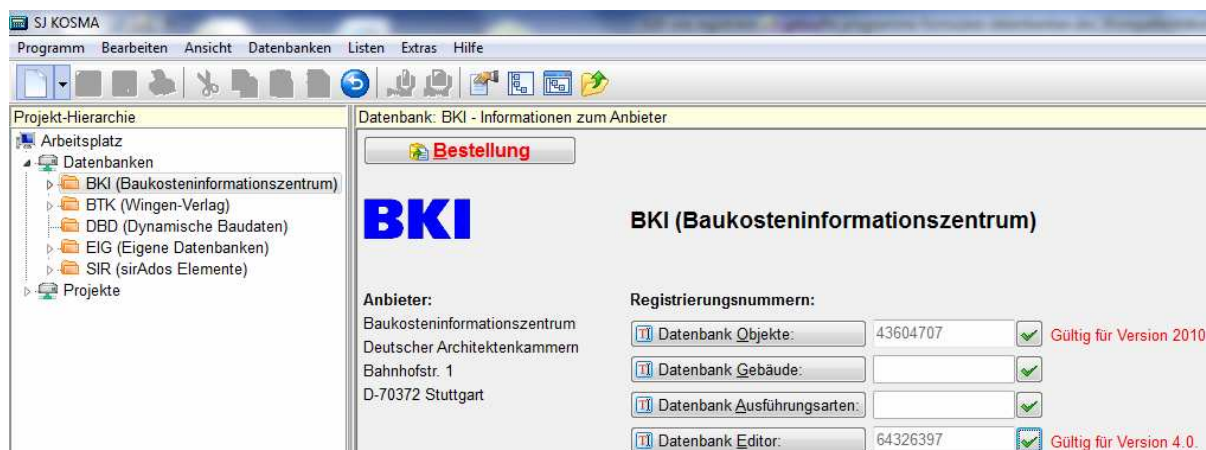 SJ KOSMA
Programm Bearbeiten Ansicht Datenbanken Listen Extras Hilfe
Projekt-Hierarchie
Arbeitsplatz
Datenbanken
BKI (Baukosteninformationszentrum)
BTK (Wingen-Verlag)
DBD (Dynamische Baudaten)
EIG (Eigene Datenbanken)
SIR (sirAdos Elemente)
Projekte
Datenbank: BKI - Informationen zum Anbieter
Bestellung
BKI
BKI (Baukosteninformationszentrum)
Anbieter:
Baukosteninformationszentrum
Deutscher Architektenkammern
Bahnhofstr. 1
D-70372 Stuttgart
Registrierungsnummern:
Datenbank Objekte: 43604707 Gültig für Version 2010
Datenbank Gebäude:
Datenbank Ausführungsarten:
Datenbank Editor: 64326397 Gültig für Version 4.0.